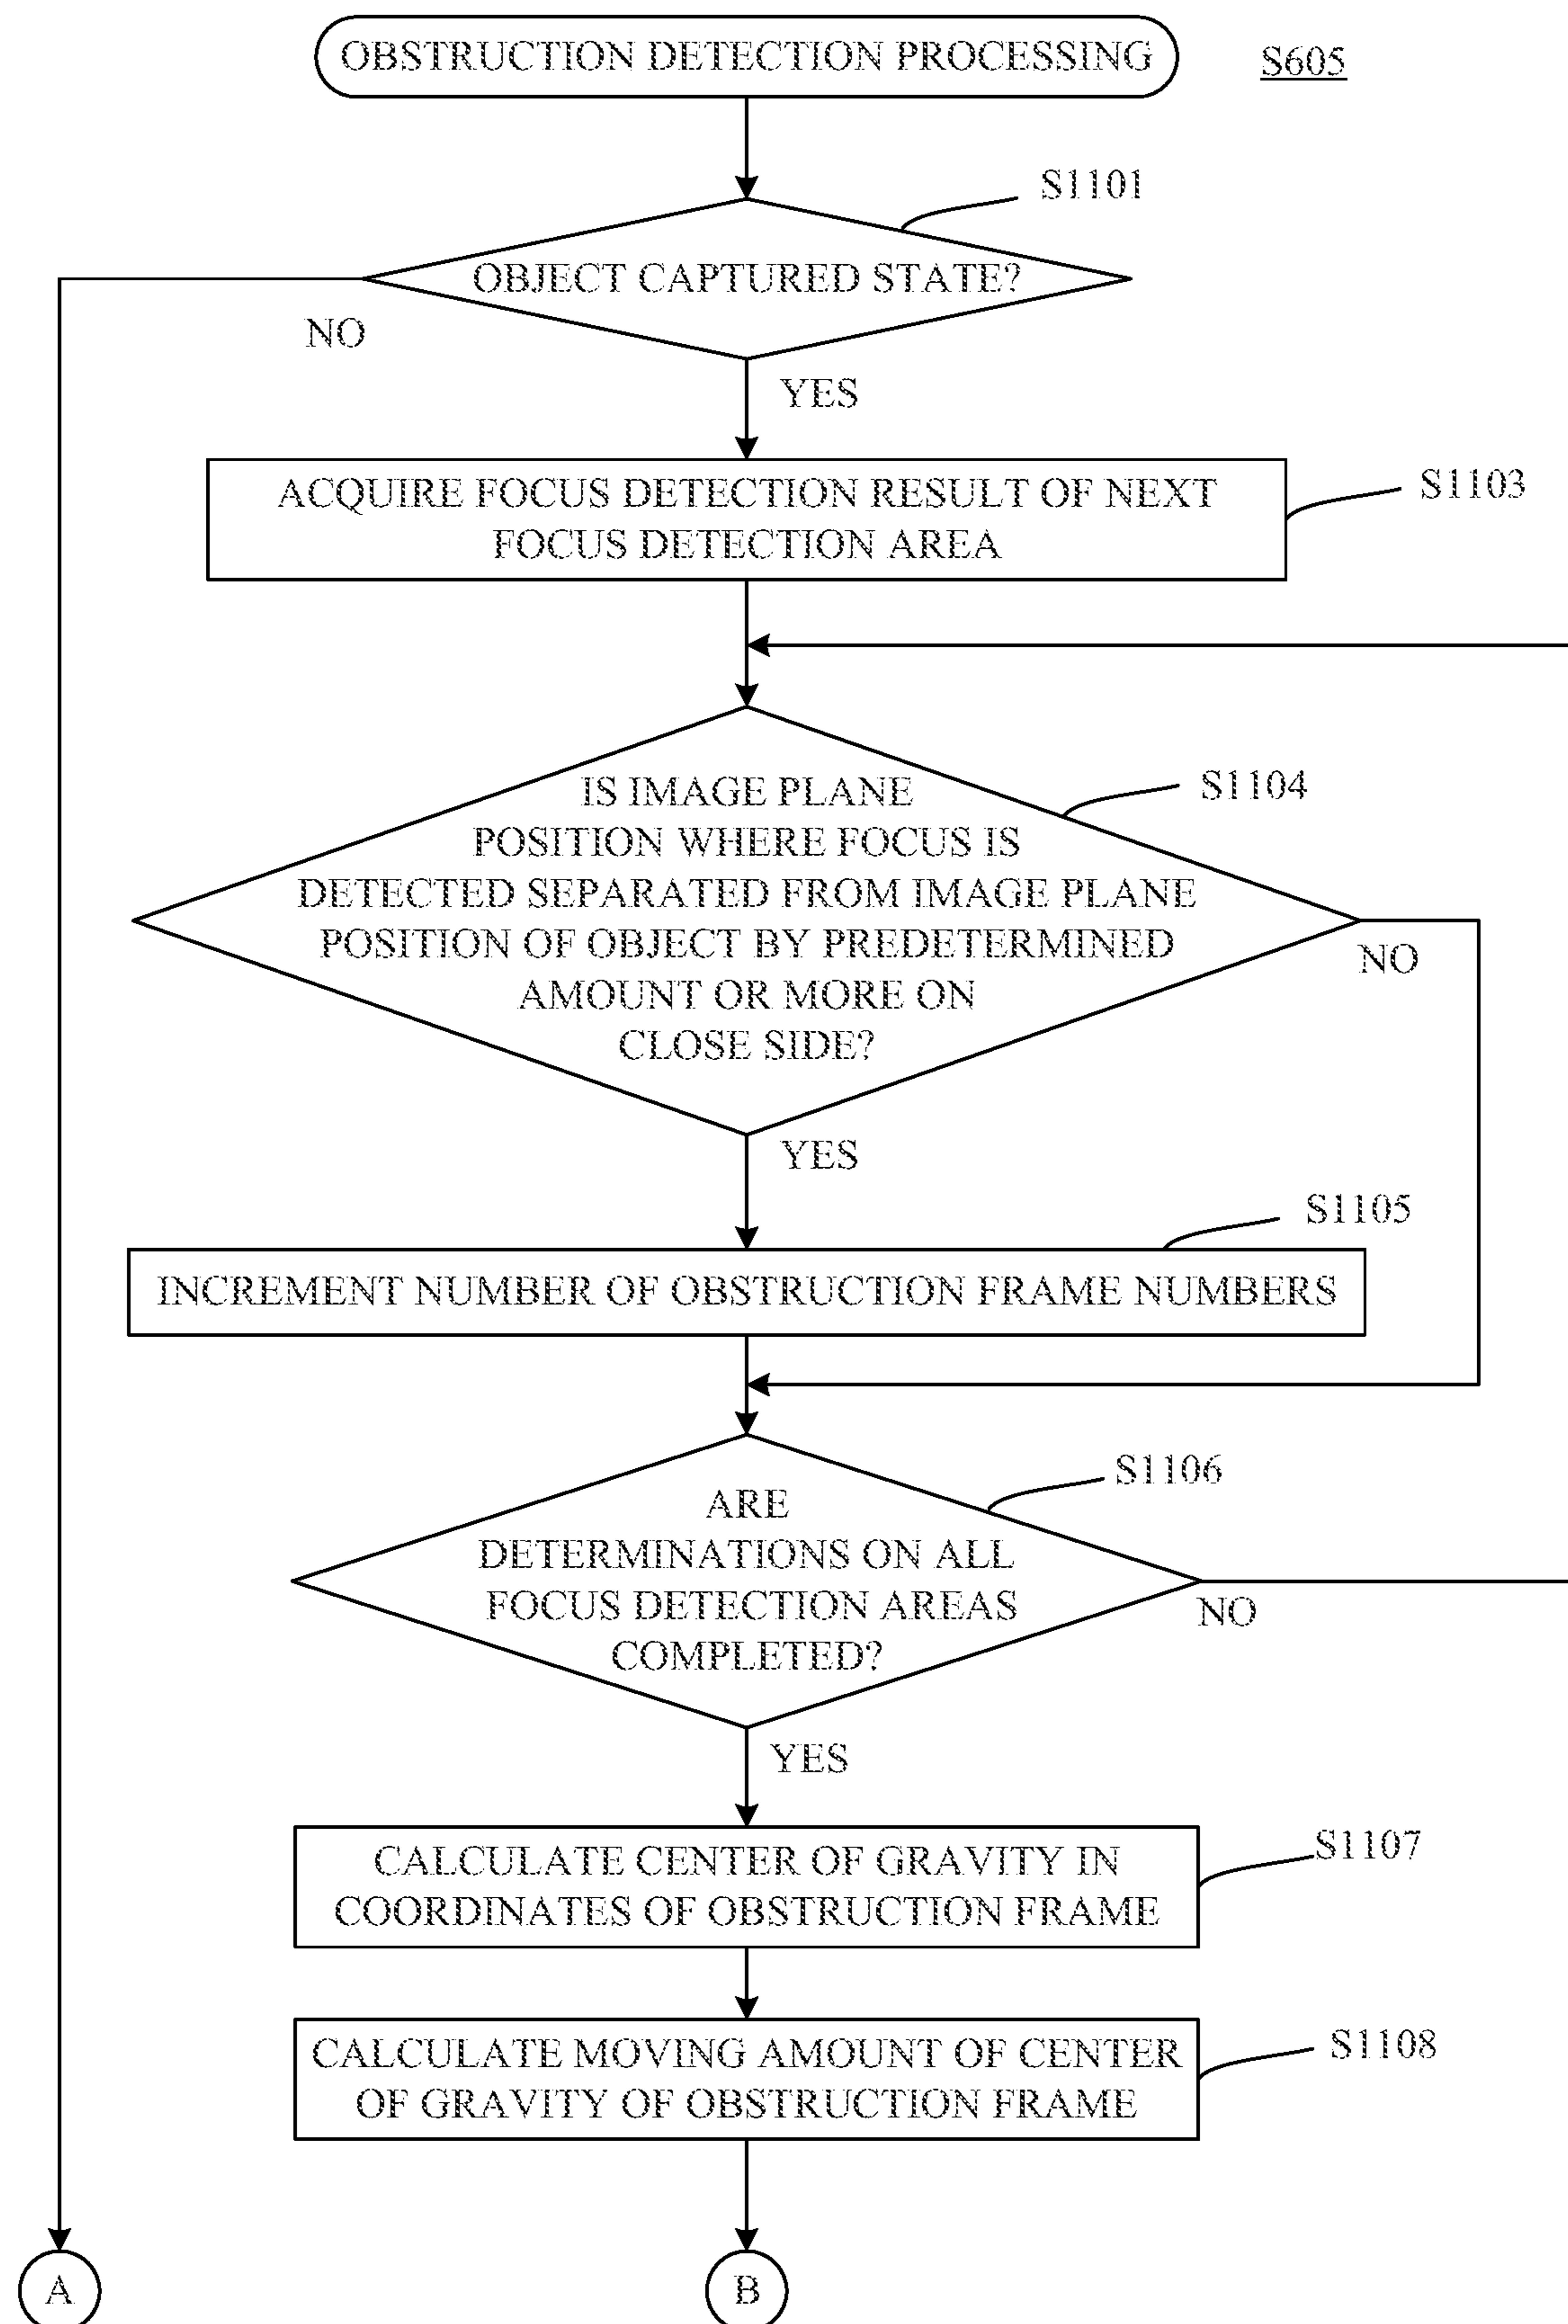 OBSTRUCTION DETECTION PROCESSING
S605
S1101
OBJECT CAPTURED STATE?
NO
YES
ACQUIRE FOCUS DETECTION RESULT OF NEXT
FOCUS DETECTION AREA
S1103
IS IMAGE PLANE
POSITION WHERE FOCUS IS
DETECTED SEPARATED FROM IMAGE PLANE
POSITION OF OBJECT BY PREDETERMINED
AMOUNT OR MORE ON
CLOSE SIDE?
S1104
NO
YES
S1105
INCREMENT NUMBER OF OBSTRUCTION FRAME NUMBERS
S1106
ARE
DETERMINATIONS ON ALL
FOCUS DETECTION AREAS
COMPLETED?
NO
YES
CALCULATE CENTER OF GRAVITY IN
COORDINATES OF OBSTRUCTION FRAME
S1107
CALCULATE MOVING AMOUNT OF CENTER
OF GRAVITY OF OBSTRUCTION FRAME
S1108
A
B